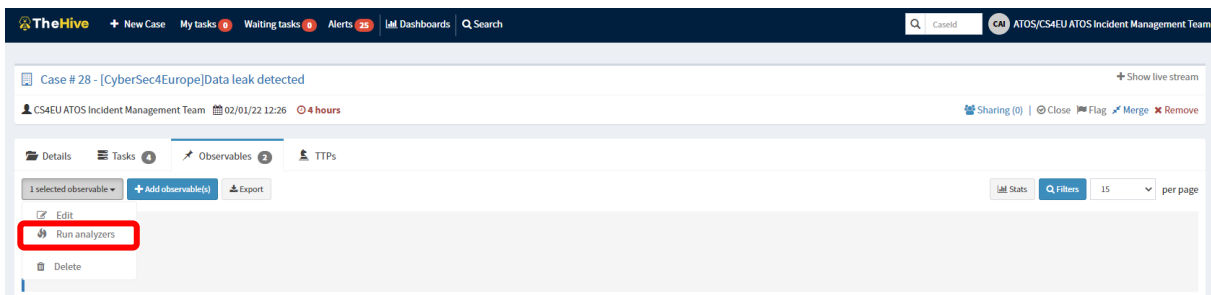 TheHive + New Case My tasks 0 Waiting tasks 0 Alerts 25 Dashboards Search CaseId CAI ATOS/CS4EU ATOS Incident Management Team
Case # 28 - [CyberSec4Europe]Data leak detected + Show live stream
CS4EU ATOS Incident Management Team 02/01/22 12:26 4 hours Sharing (0) | Close Flag Merge Remove
Details Tasks 4 Observables 2 TTPs
1 selected observable + Add observable(s) Export Stats Filters 15 per page
Edit
Run analyzers
Delete